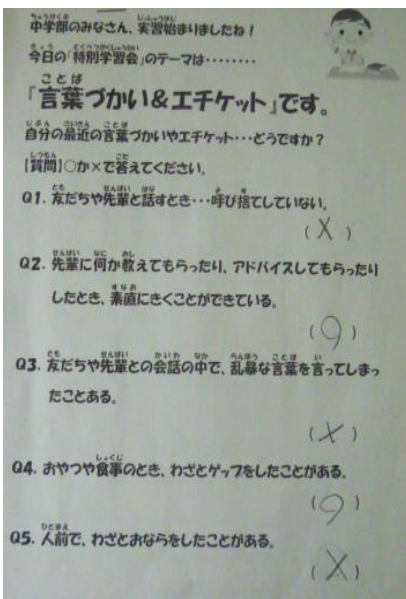 中学部のみなさん、実習始まりましたね!
今日の「特別学習会」のテーマは・・・・・・・・
『言葉づかい&エチケット』です。
自分の最近の言葉づかいやエチケット・・・どうですか?
【質問】○か×で答えてください。
Q1. 友だちや先輩と話すとき・・・呼び捨てしていない。
(×)
Q2. 先輩に何か教えてもらったり、アドバイスしてもらったり
したとき、素直にきくことができている。
(○)
Q3. 友だちや先輩との会話の中で、乱暴な言葉を言ってしまっ
たことある。
(×)
Q4. おやつや食事のとき、わざとゲップをしたことがある。
(○)
Q5. 人前で、わざとおならをしたことがある。
(×)